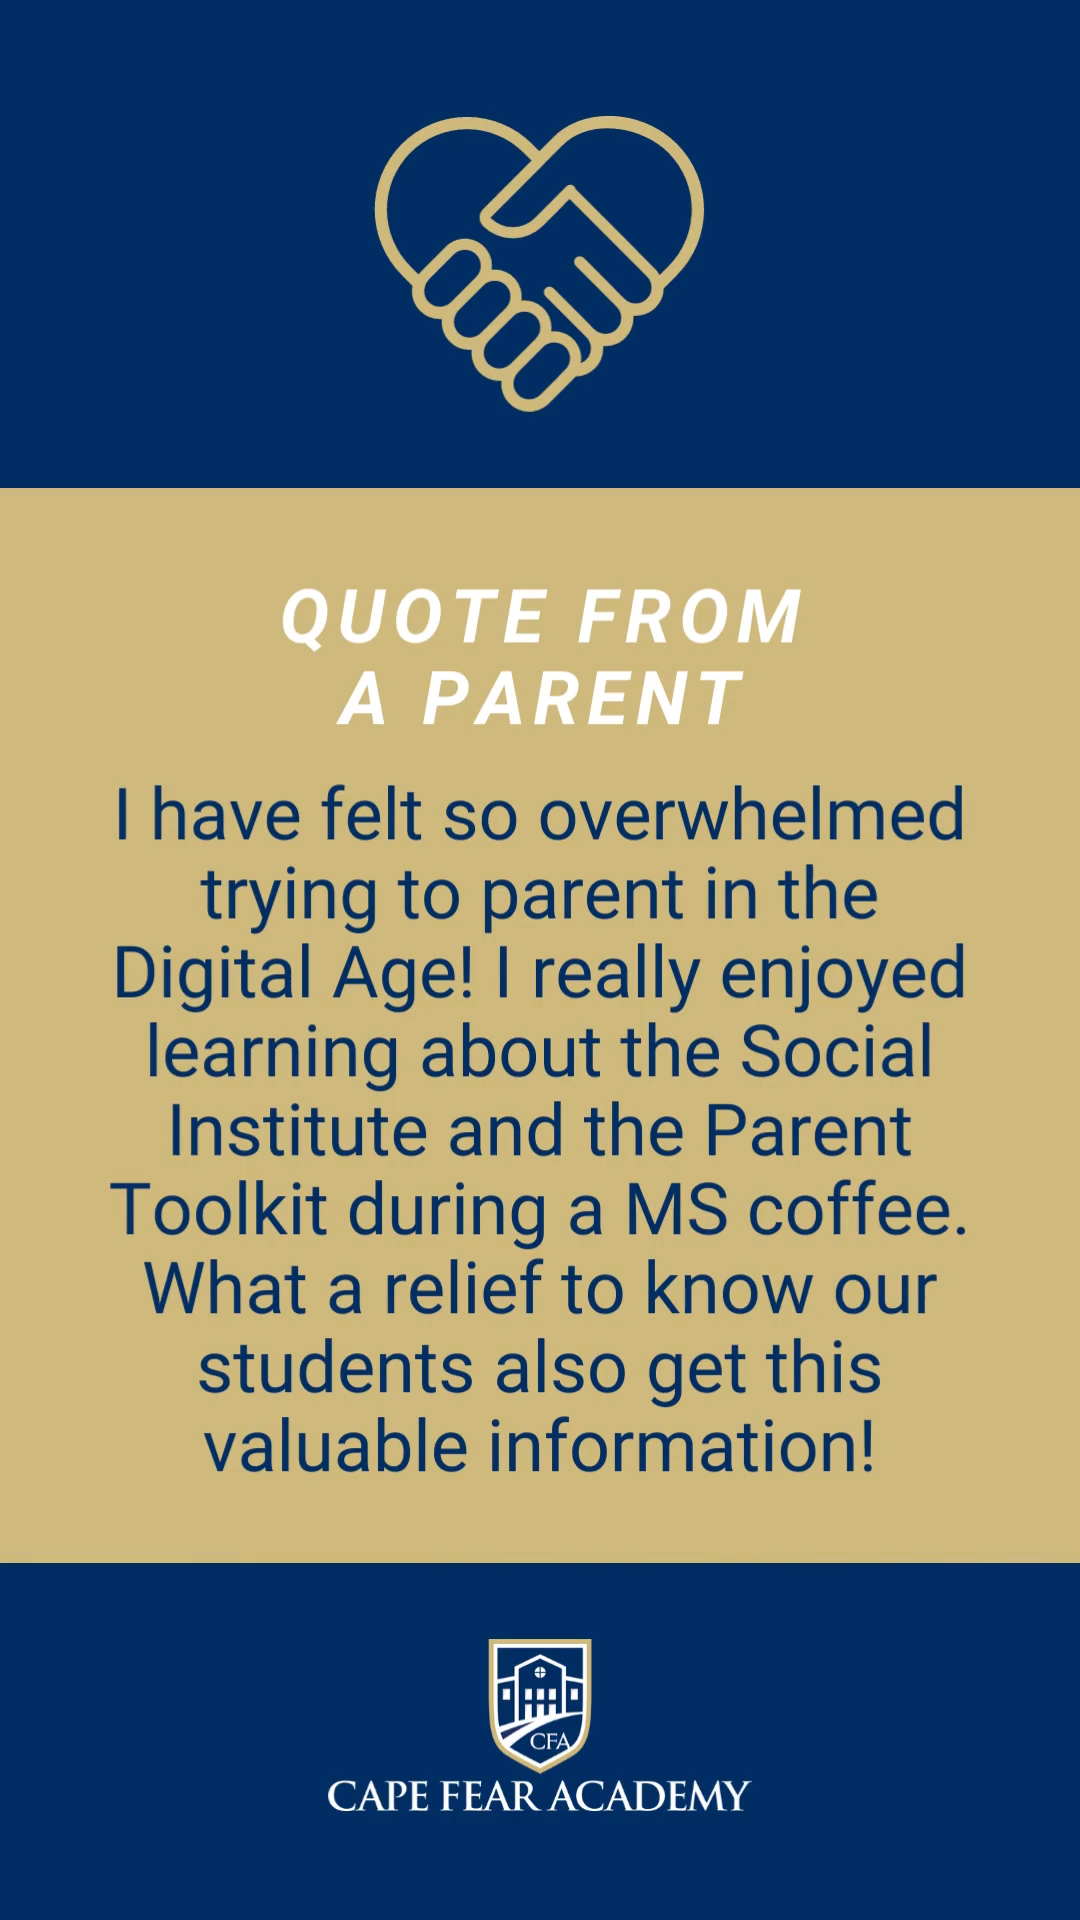 QUOTE FROM
A PARENT
I have felt so overwhelmed
trying to parent in the
Digital Age! I really enjoyed
learning about the Social
Institute and the Parent
Toolkit during a MS coffee.
What a relief to know our
students also get this
valuable information!
CFA
CAPE FEAR ACADEMY